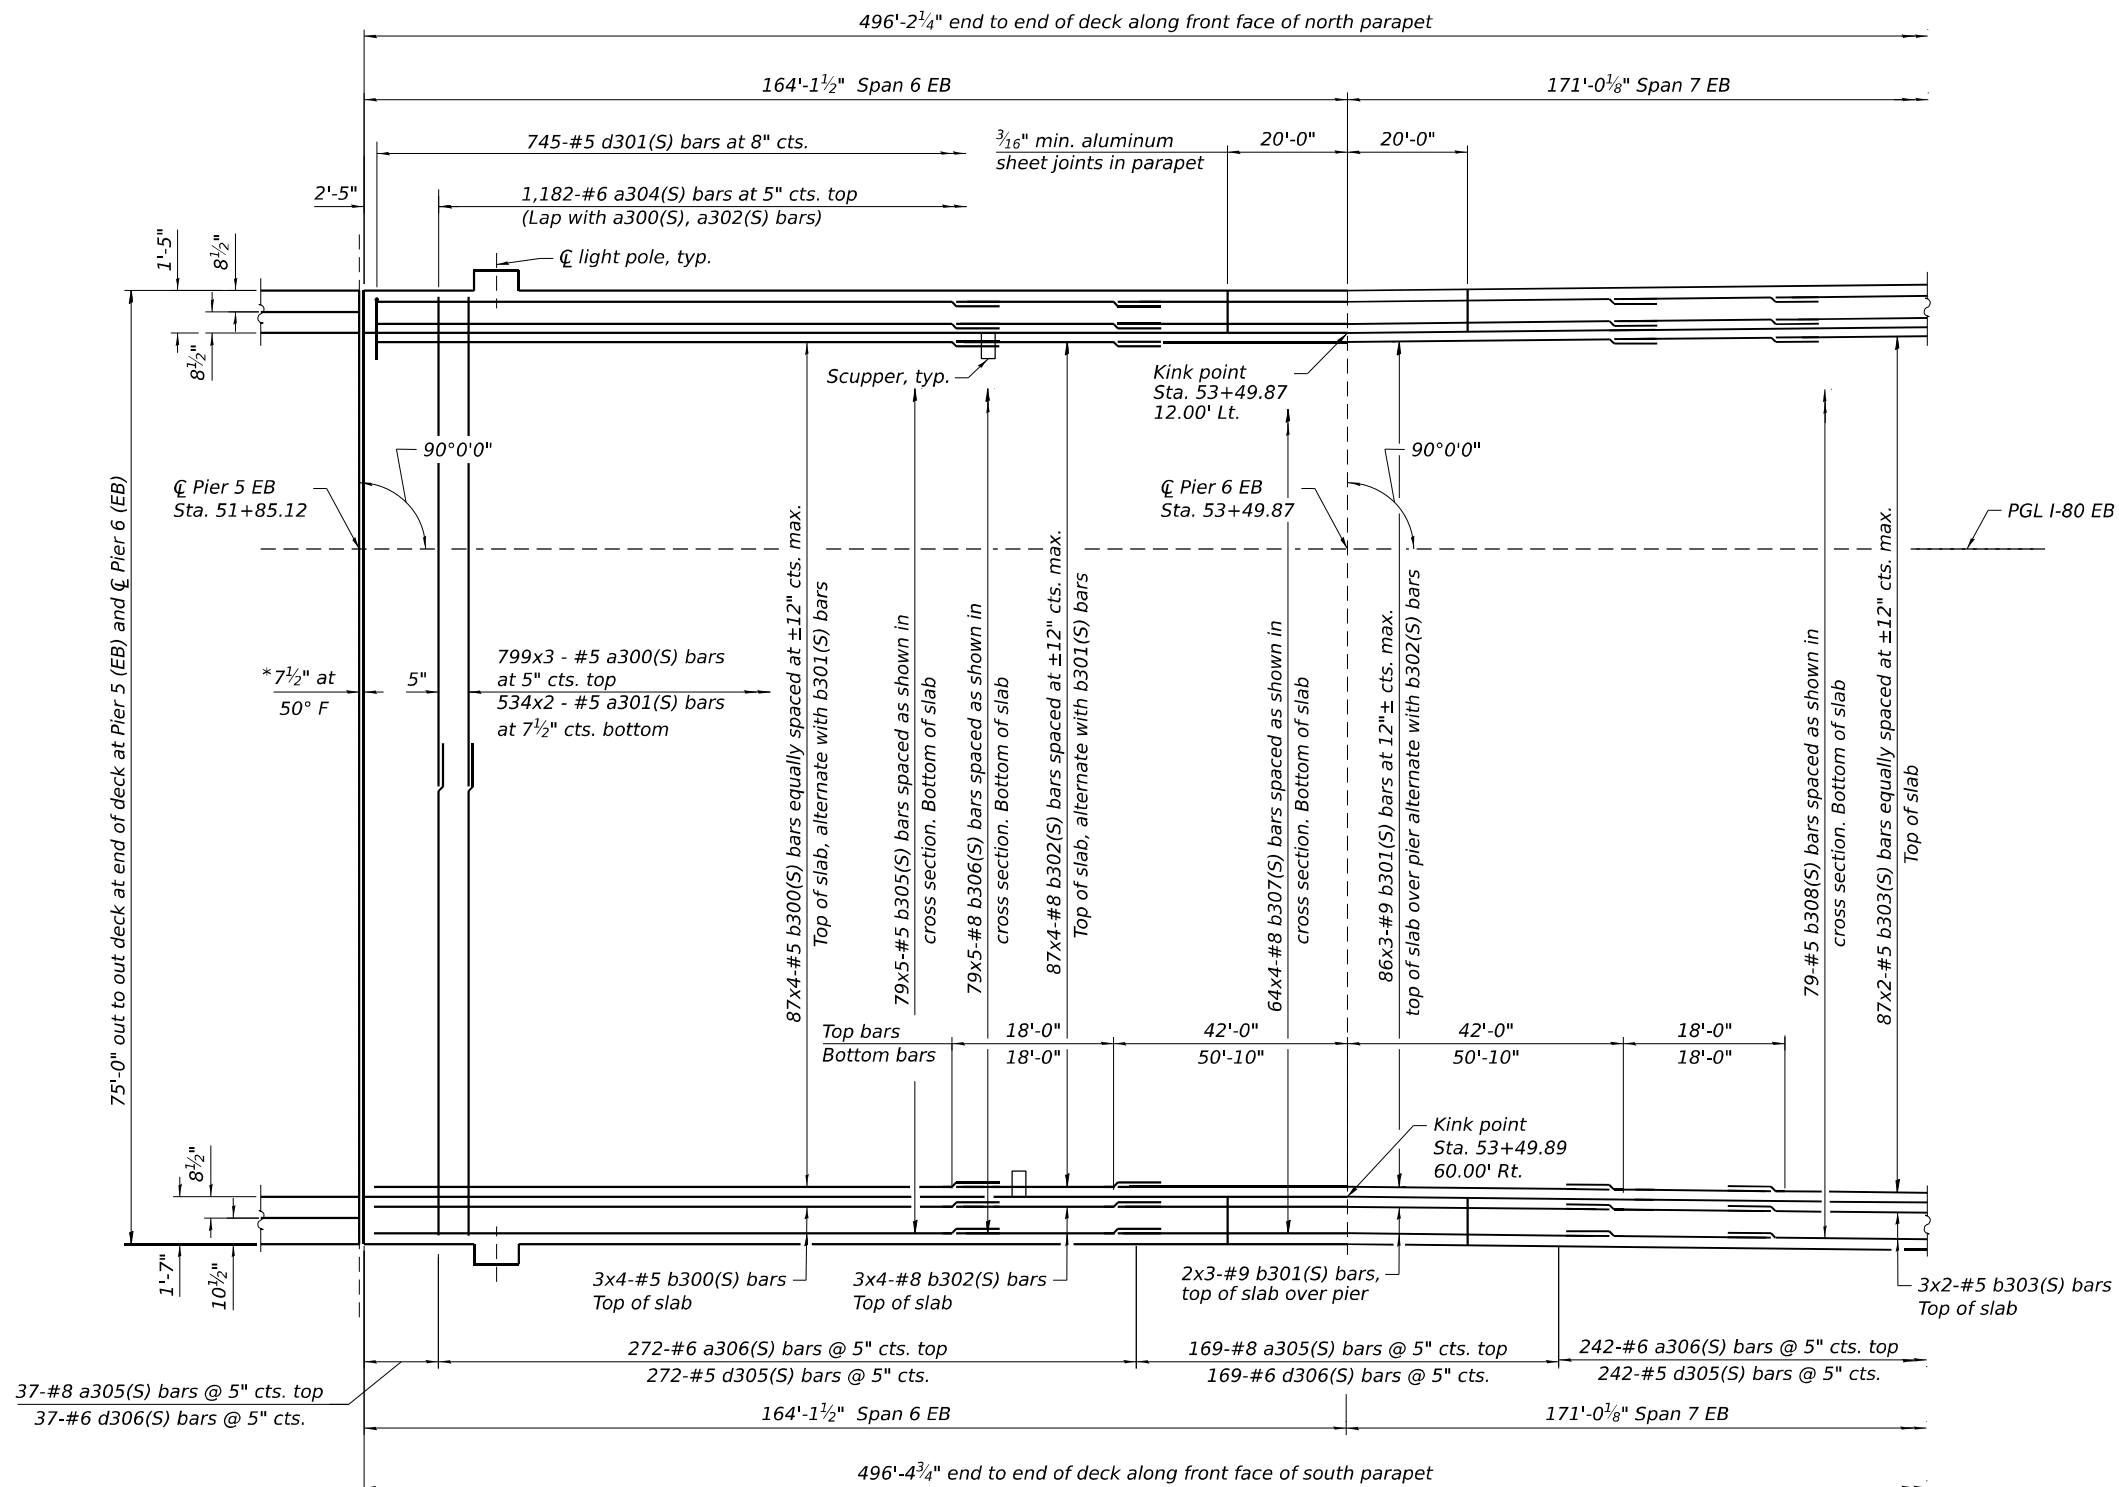 496'-2¼" end to end of deck along front face of north parapet
164'-1½" Span 6 EB
171'-0⅛" Span 7 EB
745-#5 d301(S) bars at 8" cts.
3/16" min. aluminum
sheet joints in parapet
20'-0"
20'-0"
2'-5"
1,182-#6 a304(S) bars at 5" cts. top
(Lap with a300(S), a302(S) bars)
1'-5"
8½"
℄ light pole, typ.
8½"
Scupper, typ.
Kink point
Sta. 53+49.87
12.00' Lt.
90°0'0"
90°0'0"
℄ Pier 5 EB
Sta. 51+85.12
℄ Pier 6 EB
Sta. 53+49.87
PGL I-80 EB
75'-0" out to out deck at end of deck at Pier 5 (EB) and ℄ Pier 6 (EB)
*7½" at
50° F
5"
799x3 - #5 a300(S) bars
at 5" cts. top
534x2 - #5 a301(S) bars
at 7½" cts. bottom
87x4-#5 b300(S) bars equally spaced at ±12" cts. max.
Top of slab, alternate with b301(S) bars
79x5-#5 b305(S) bars spaced as shown in
cross section. Bottom of slab
79x5-#8 b306(S) bars spaced as shown in
cross section. Bottom of slab
87x4-#8 b302(S) bars spaced at ±12" cts. max.
Top of slab, alternate with b301(S) bars
64x4-#8 b307(S) bars spaced as shown in
cross section. Bottom of slab
86x3-#9 b301(S) bars at 12"± cts. max.
top of slab over pier alternate with b302(S) bars
79-#5 b308(S) bars spaced as shown in
cross section. Bottom of slab
87x2-#5 b303(S) bars equally spaced at ±12" cts. max.
Top of slab
Top bars
Bottom bars
18'-0"
18'-0"
42'-0"
50'-10"
42'-0"
50'-10"
18'-0"
18'-0"
Kink point
Sta. 53+49.89
60.00' Rt.
8½"
1'-7"
10½"
3x4-#5 b300(S) bars
Top of slab
3x4-#8 b302(S) bars
Top of slab
2x3-#9 b301(S) bars,
top of slab over pier
3x2-#5 b303(S) bars
Top of slab
272-#6 a306(S) bars @ 5" cts. top
272-#5 d305(S) bars @ 5" cts.
169-#8 a305(S) bars @ 5" cts. top
169-#6 d306(S) bars @ 5" cts.
242-#6 a306(S) bars @ 5" cts. top
242-#5 d305(S) bars @ 5" cts.
37-#8 a305(S) bars @ 5" cts. top
37-#6 d306(S) bars @ 5" cts.
164'-1½" Span 6 EB
171'-0⅛" Span 7 EB
496'-4¾" end to end of deck along front face of south parapet